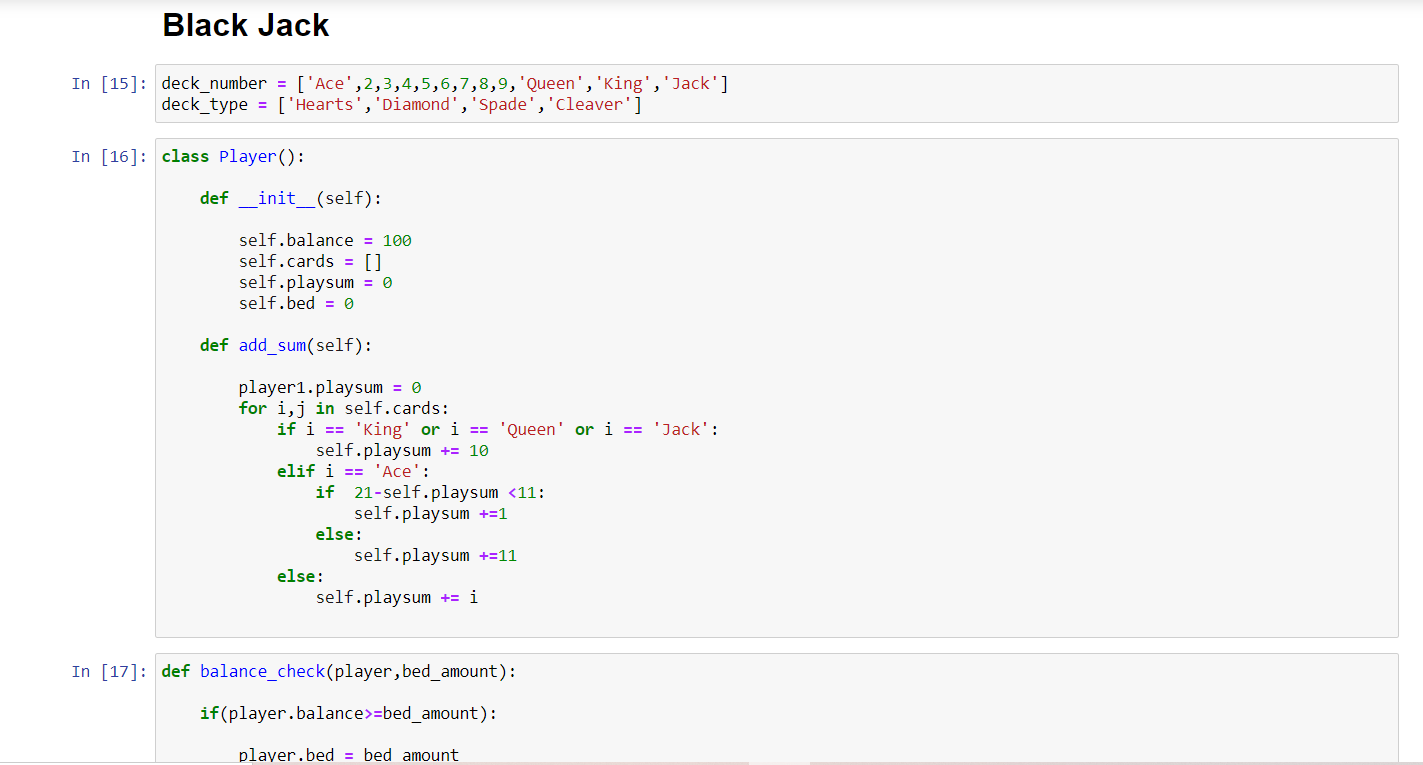 Black Jack
In [15]: deck_number = ['Ace',2,3,4,5,6,7,8,9,'Queen','King','Jack']
deck_type = ['Hearts','Diamond','Spade','Cleaver']
In [16]: class Player():
def __init__(self):
self.balance = 100
self.cards = []
self.playsum = 0
self.bed = 0
def add_sum(self):
player1.playsum = 0
for i,j in self.cards:
if i == 'King' or i == 'Queen' or i == 'Jack':
self.playsum += 10
elif i == 'Ace':
if  21-self.playsum <11:
self.playsum +=1
else:
self.playsum +=11
else:
self.playsum += i
In [17]: def balance_check(player,bed_amount):
if(player.balance>=bed_amount):
player.bed = bed_amount